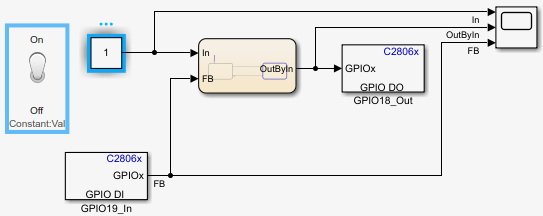 On
Off
Constant:Val
1
In
FB
OutByIn
C2806x
GPIOx
GPIO DO
GPIO18_Out
In
OutByIn
FB
C2806x
GPIOx
GPIO DI
GPIO19_In
FB